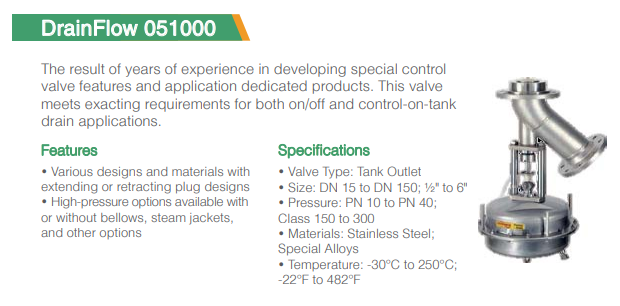 DrainFlow 051000
The result of years of experience in developing special control
valve features and application dedicated products. This valve
meets exacting requirements for both on/off and control-on-tank
drain applications.
Features
• Various designs and materials with
extending or retracting plug designs
• High-pressure options available with
or without bellows, steam jackets,
and other options
Specifications
• Valve Type: Tank Outlet
• Size: DN 15 to DN 150; ½" to 6"
• Pressure: PN 10 to PN 40;
Class 150 to 300
• Materials: Stainless Steel;
Special Alloys
• Temperature: -30°C to 250°C;
-22°F to 482°F